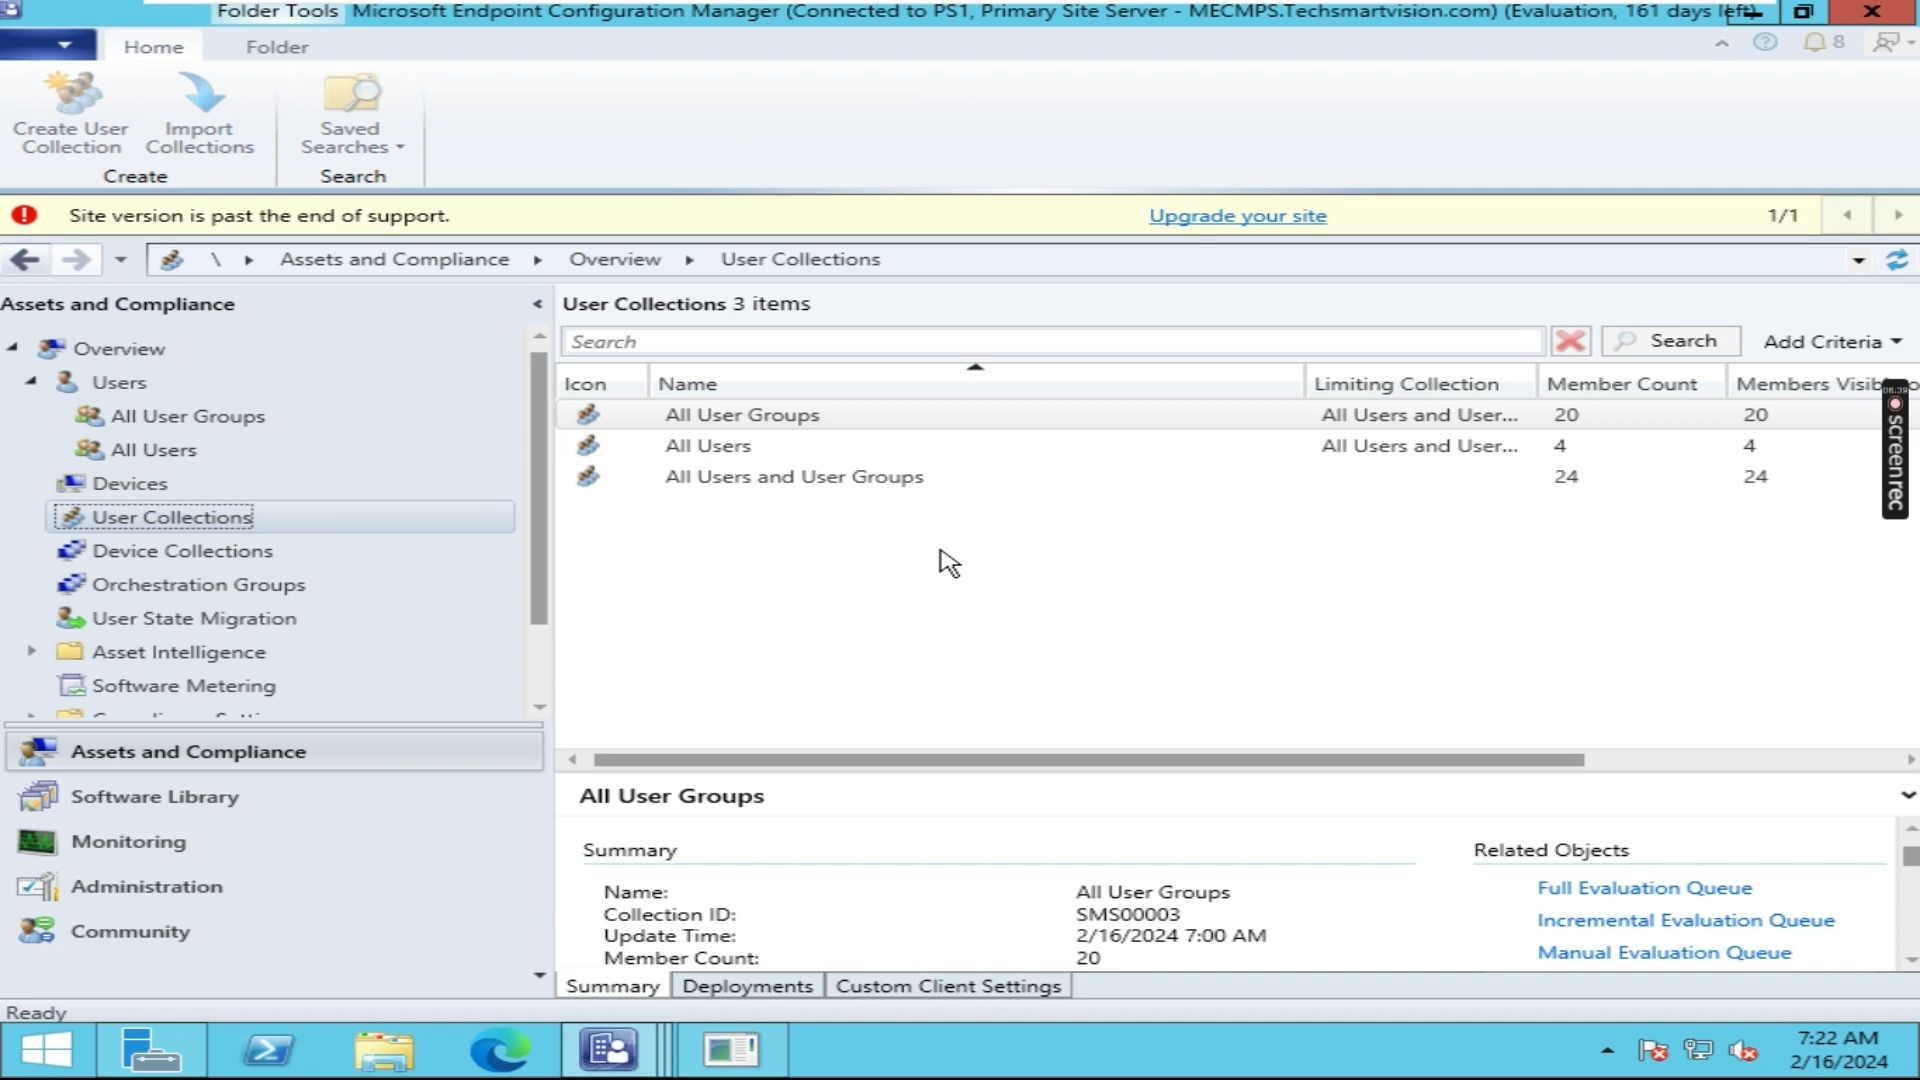 Folder Tools Microsoft Endpoint Configuration Manager (Connected to PS1, Primary Site Server - MECMPS.Techsmartvision.com) (Evaluation, 161 days left)
Home Folder
8
Create User Collection
Import Collections
Saved Searches
Create
Search
Site version is past the end of support. Upgrade your site 1/1
\ Assets and Compliance Overview User Collections
Assets and Compliance
Overview
Users
All User Groups
All Users
Devices
User Collections
Device Collections
Orchestration Groups
User State Migration
Asset Intelligence
Software Metering
Assets and Compliance
Software Library
Monitoring
Administration
Community
User Collections 3 items
Search Search Add Criteria
Icon Name Limiting Collection Member Count Members
All User Groups All Users and User... 20 20
All Users All Users and User... 4 4
All Users and User Groups 24 24
screenrec
All User Groups
Summary
Name: All User Groups
Collection ID: SMS00003
Update Time: 2/16/2024 7:00 AM
Member Count: 20
Related Objects
Full Evaluation Queue
Incremental Evaluation Queue
Manual Evaluation Queue
Summary Deployments Custom Client Settings
Ready
7:22 AM
2/16/2024